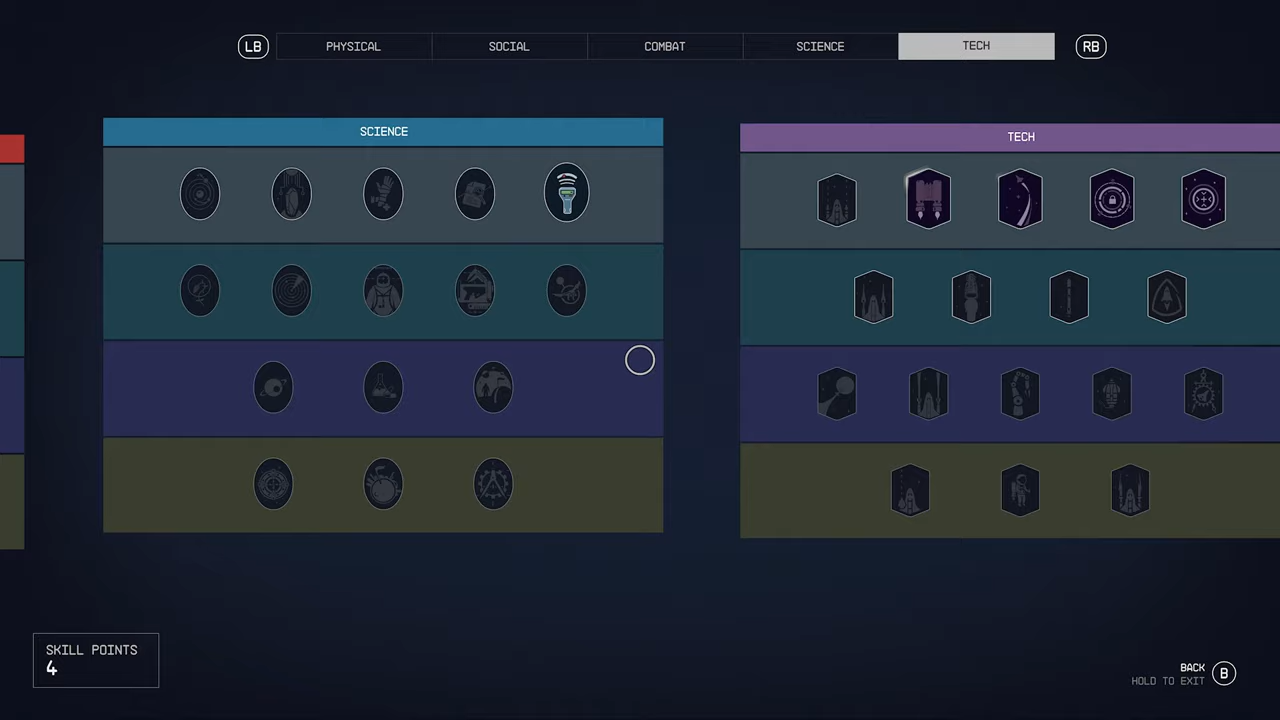 LB PHYSICAL SOCIAL COMBAT SCIENCE TECH RB
SCIENCE
TECH
SKILL POINTS
4
BACK
HOLD TO EXIT
B